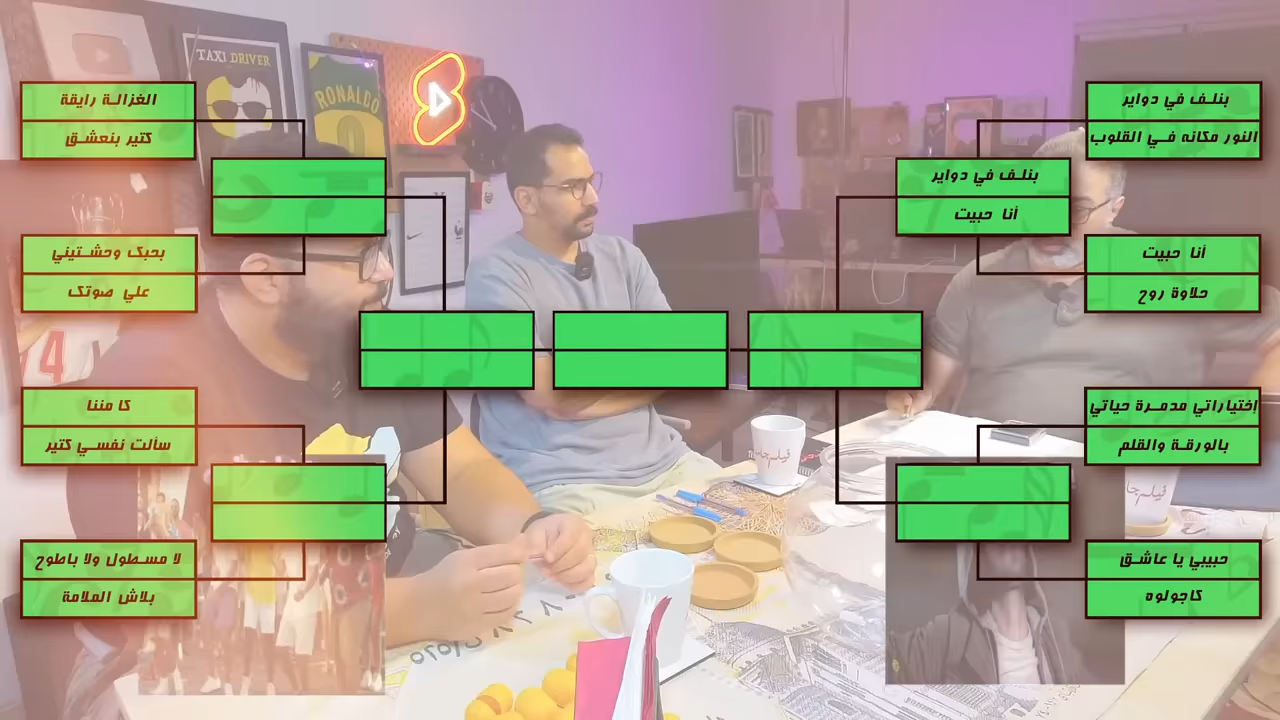 الغزالة رايقة
كتير بنعشق
بحبك وحشتيني
علي صوتك
كا مننا
سألت نفسي كتير
لا مسطول ولا باطوح
بلاش الملامة
بنلف في دواير
النور مكانه في القلوب
بنلف في دواير
أنا حبيت
أنا حبيت
حلاوة روح
إختياراتي مدمرة حياتي
بالورقة والقلم
حبيبي يا عاشق
كاجولوه
TAXI DRIVER
RONALDO